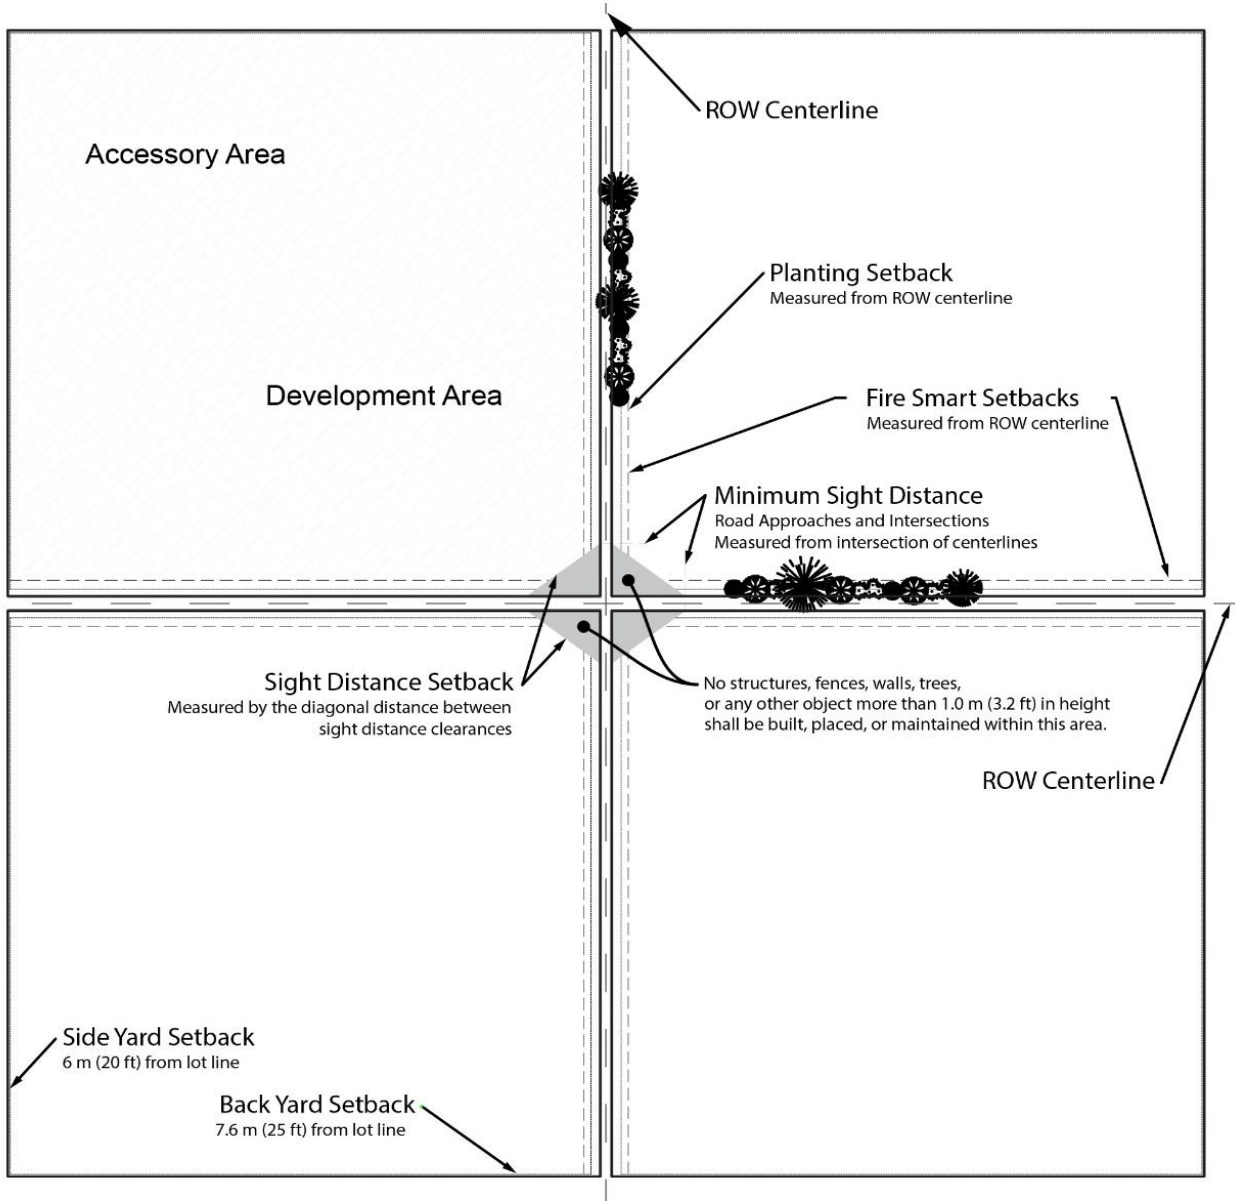 ROW Centerline
Accessory Area
Planting Setback
Measured from ROW centerline
Development Area
Fire Smart Setbacks
Measured from ROW centerline
Minimum Sight Distance
Road Approaches and Intersections
Measured from intersection of centerlines
Sight Distance Setback
Measured by the diagonal distance between
sight distance clearances
No structures, fences, walls, trees,
or any other object more than 1.0 m (3.2 ft) in height
shall be built, placed, or maintained within this area.
ROW Centerline
Side Yard Setback
6 m (20 ft) from lot line
Back Yard Setback
7.6 m (25 ft) from lot line